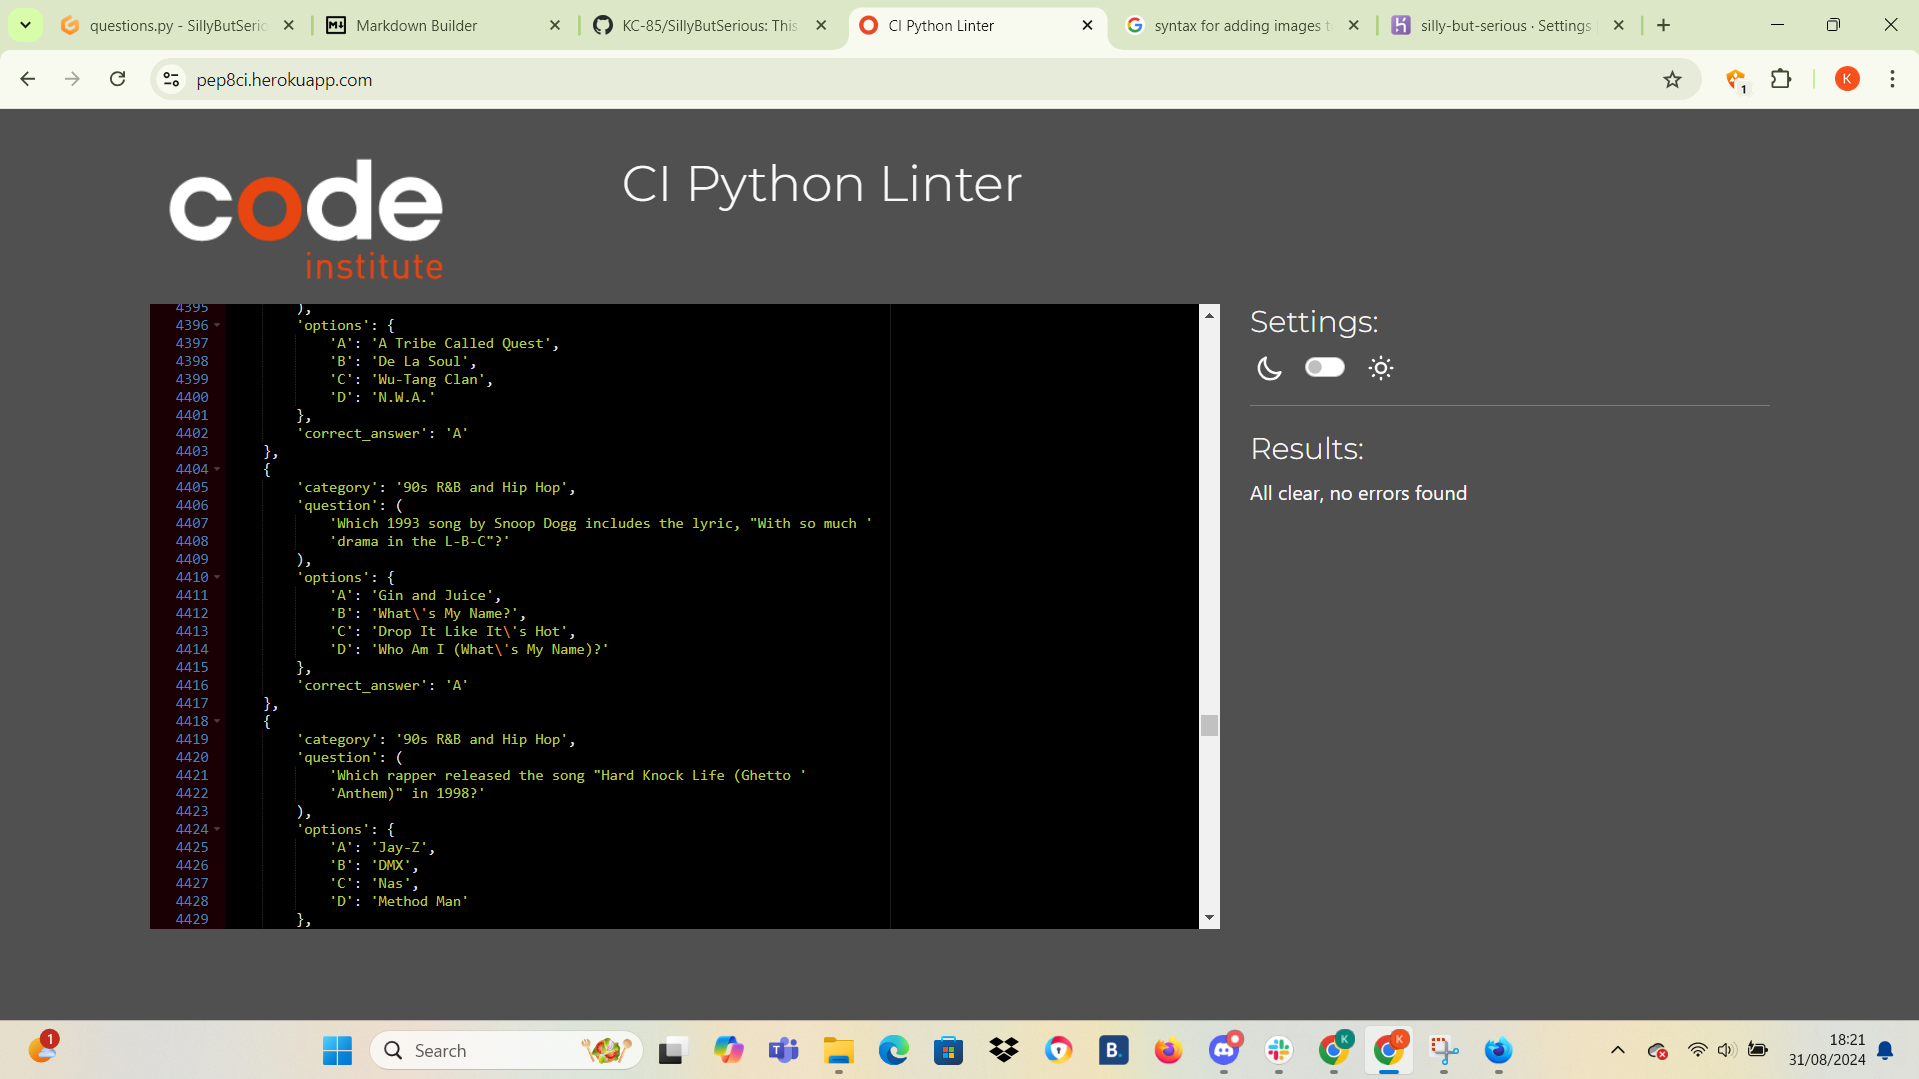 questions.py - SillyButSerio
Markdown Builder
KC-85/SillyButSerious: This
CI Python Linter
syntax for adding images t
silly-but-serious · Settings
pep8ci.herokuapp.com
1
K
code
institute
CI Python Linter
4395 ),
4396 'options': {
4397 'A': 'A Tribe Called Quest',
4398 'B': 'De La Soul',
4399 'C': 'Wu-Tang Clan',
4400 'D': 'N.W.A.'
4401 },
4402 'correct_answer': 'A'
4403 },
4404 {
4405 'category': '90s R&B and Hip Hop',
4406 'question': (
4407 'Which 1993 song by Snoop Dogg includes the lyric, "With so much '
4408 'drama in the L-B-C"?'
4409 ),
4410 'options': {
4411 'A': 'Gin and Juice',
4412 'B': 'What\'s My Name?',
4413 'C': 'Drop It Like It\'s Hot',
4414 'D': 'Who Am I (What\'s My Name)?'
4415 },
4416 'correct_answer': 'A'
4417 },
4418 {
4419 'category': '90s R&B and Hip Hop',
4420 'question': (
4421 'Which rapper released the song "Hard Knock Life (Ghetto '
4422 'Anthem)" in 1998?'
4423 ),
4424 'options': {
4425 'A': 'Jay-Z',
4426 'B': 'DMX',
4427 'C': 'Nas',
4428 'D': 'Method Man'
4429 },
Settings:
Results:
All clear, no errors found
1
Search
B.
K
K
18:21
31/08/2024